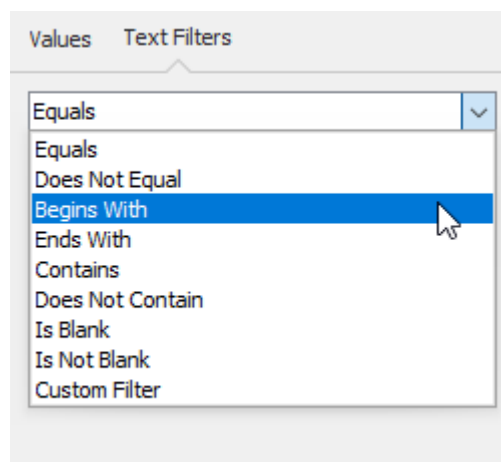 Values Text Filters
Equals
Equals
Does Not Equal
Begins With
Ends With
Contains
Does Not Contain
Is Blank
Is Not Blank
Custom Filter